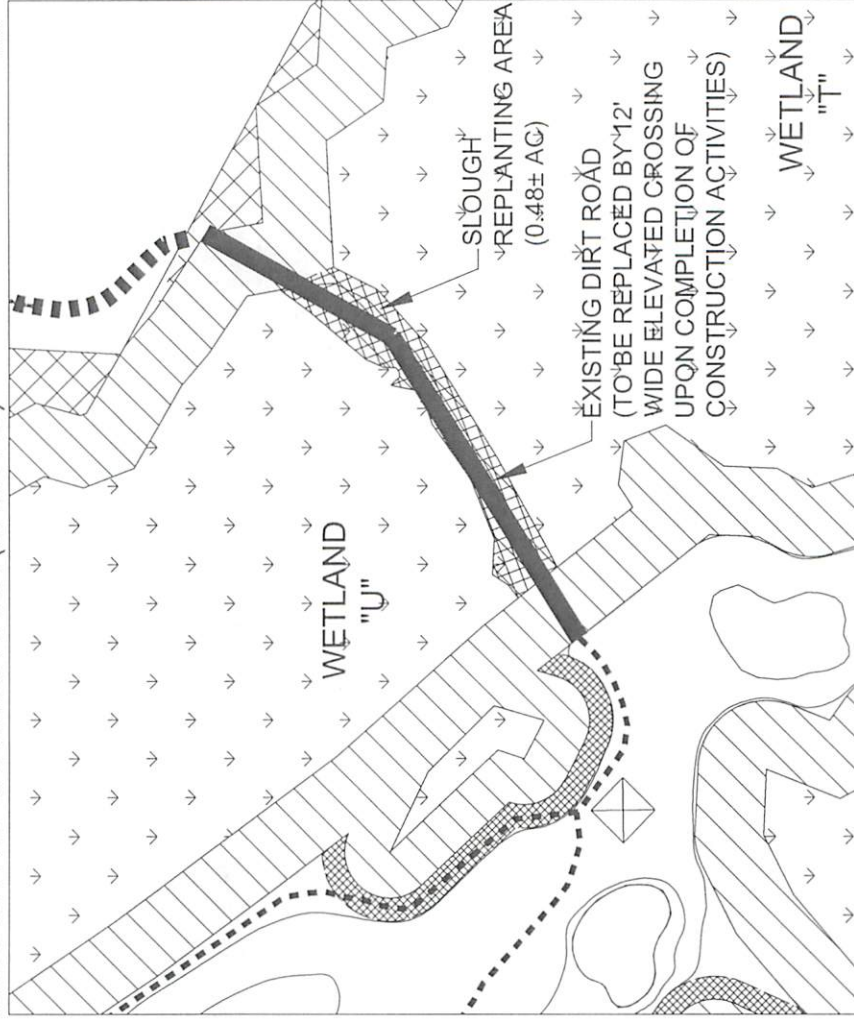 SLOUGH
REPLANTING AREA
(0.48± AC)
EXISTING DIRT ROAD
(TO BE REPLACED BY 12'
WIDE ELEVATED CROSSING
UPON COMPLETION OF
CONSTRUCTION ACTIVITIES)
WETLAND
"U"
WETLAND
"T"